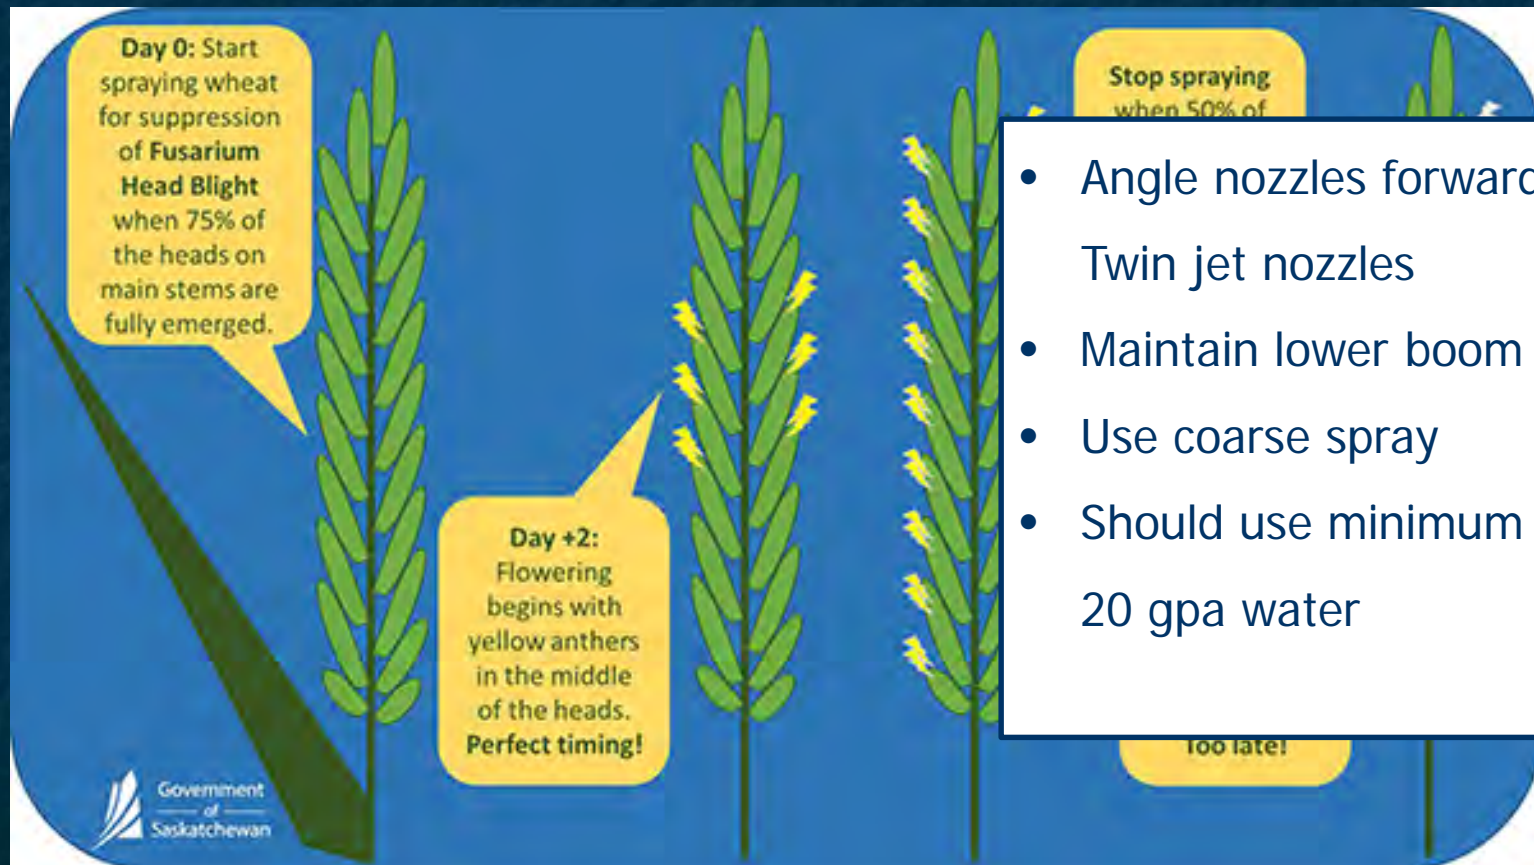 Day 0: Start
spraying wheat
for suppression
of Fusarium
Head Blight
when 75% of
the heads on
main stems are
fully emerged.
Day +2:
Flowering
begins with
yellow anthers
in the middle
of the heads.
Perfect timing!
Stop spraying
when 50% of
• Angle nozzles forward
Twin jet nozzles
• Maintain lower boom
• Use coarse spray
• Should use minimum
20 gpa water
Too late!
Government
of
Saskatchewan